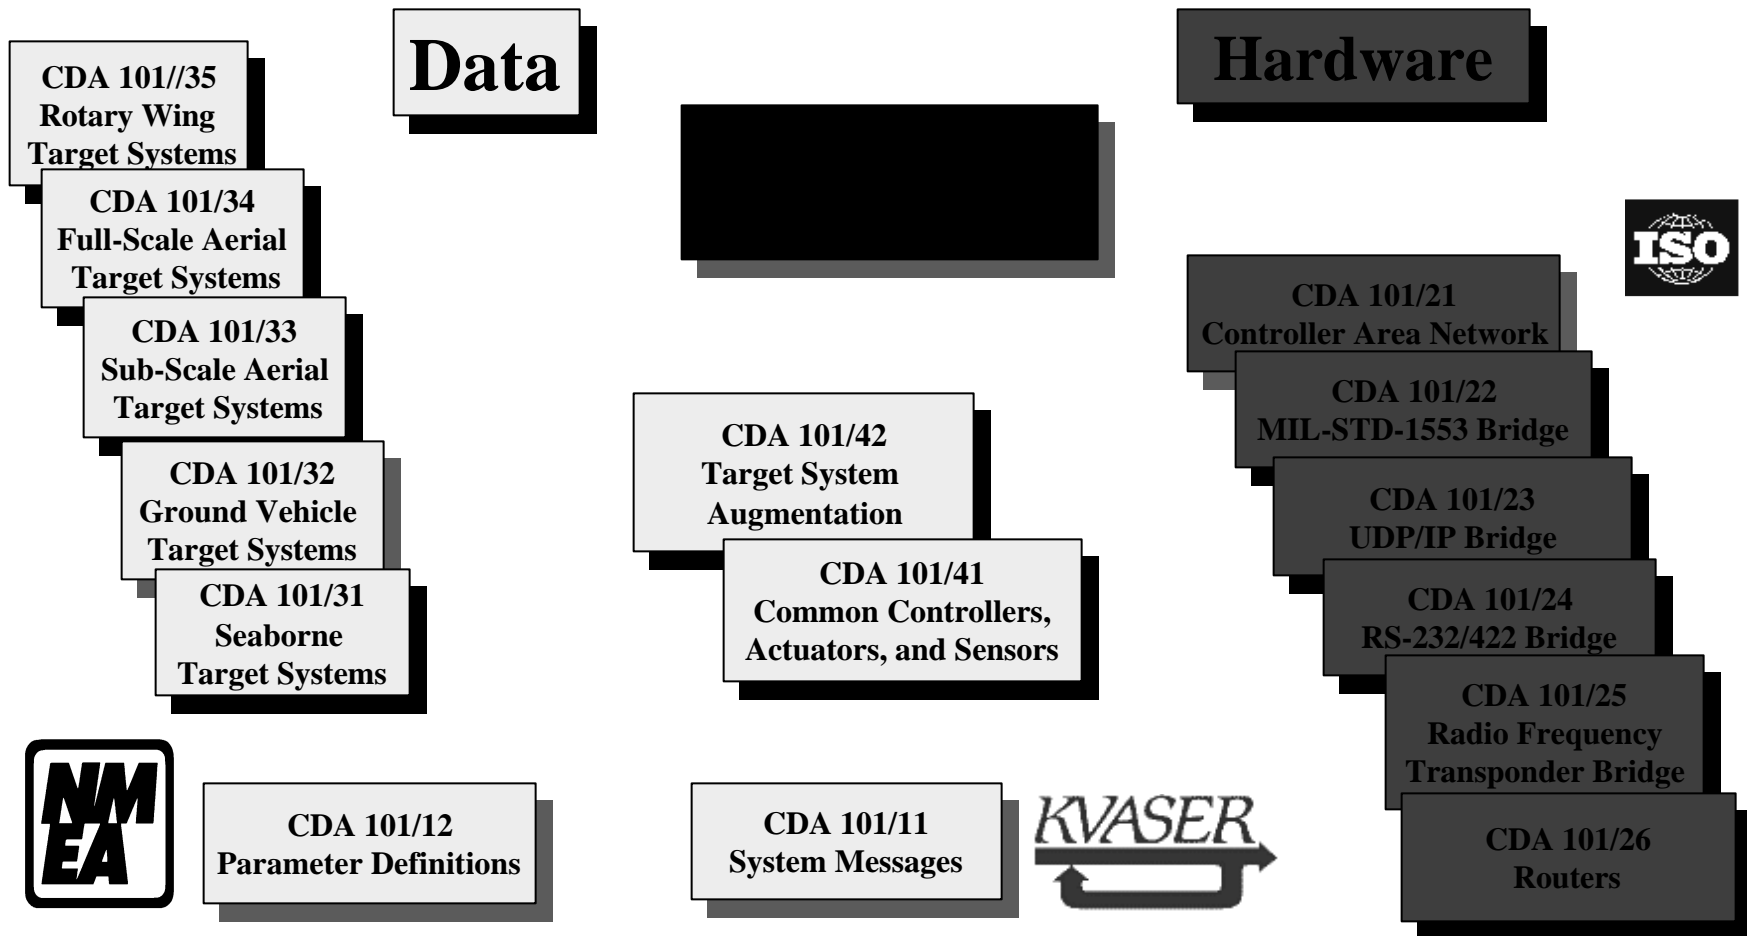 Data
Hardware
CDA 101//35
Rotary Wing
Target Systems
CDA 101/34
Full-Scale Aerial
Target Systems
CDA 101/33
Sub-Scale Aerial
Target Systems
CDA 101/32
Ground Vehicle
Target Systems
CDA 101/31
Seaborne
Target Systems
CDA 101/42
Target System
Augmentation
CDA 101/41
Common Controllers,
Actuators, and Sensors
ISO
CDA 101/21
Controller Area Network
CDA 101/22
MIL-STD-1553 Bridge
CDA 101/23
UDP/IP Bridge
CDA 101/24
RS-232/422 Bridge
CDA 101/25
Radio Frequency
Transponder Bridge
CDA 101/26
Routers
NM
EA
CDA 101/12
Parameter Definitions
CDA 101/11
System Messages
KVASER